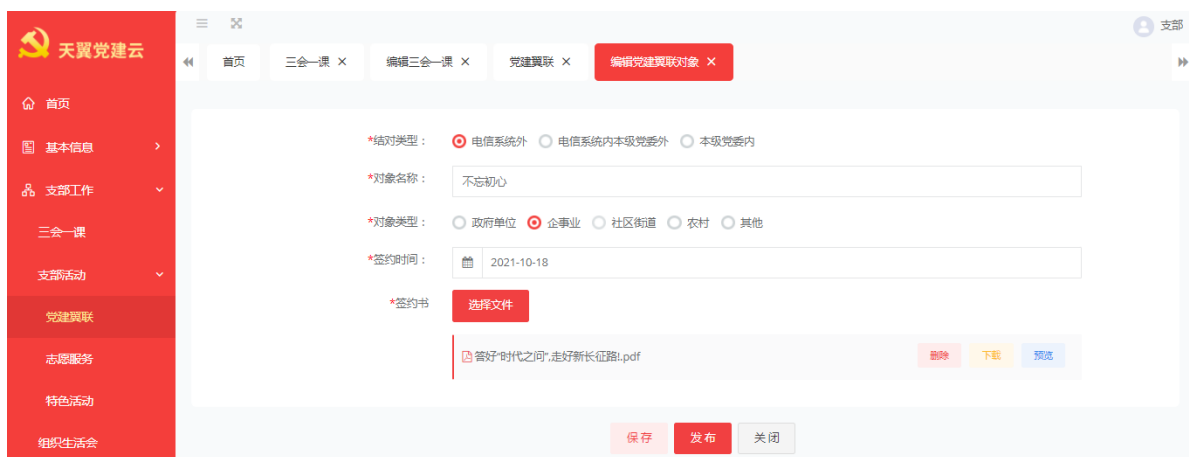 天翼党建云
支部
首页 三会一课 编辑三会一课 党建翼联 编辑党建翼联对象
首页
基本信息
支部工作
三会一课
支部活动
党建翼联
志愿服务
特色活动
组织生活会
*结对类型： 电信系统外 电信系统内本级党委外 本级党委内
*对象名称： 不忘初心
*对象类型： 政府单位 企事业 社区街道 农村 其他
*签约时间： 2021-10-18
*签约书 选择文件
答好“时代之问”,走好新长征路!.pdf 删除 下载 预览
保存 发布 关闭